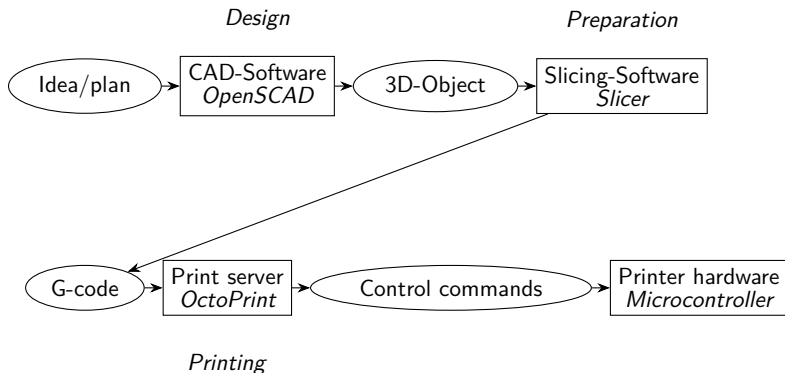 Design
Preparation
Idea/plan
CAD-Software
OpenSCAD
3D-Object
Slicing-Software
Slicer
G-code
Print server
OctoPrint
Control commands
Printer hardware
Microcontroller
Printing